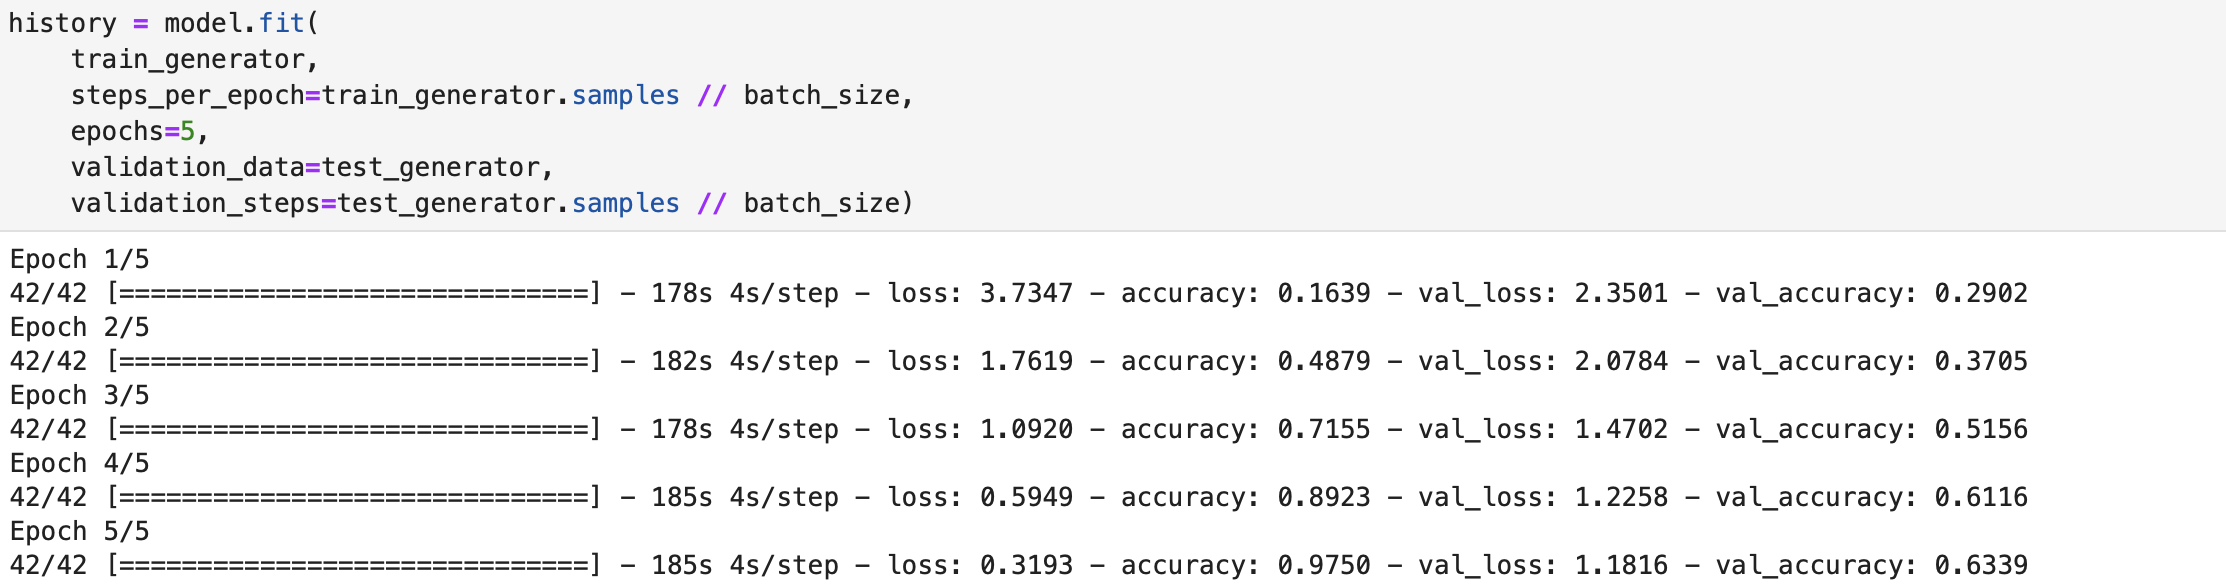 history = model.fit(
    train_generator,
    steps_per_epoch=train_generator.samples // batch_size,
    epochs=5,
    validation_data=test_generator,
    validation_steps=test_generator.samples // batch_size)
Epoch 1/5
42/42 [==============================] - 178s 4s/step - loss: 3.7347 - accuracy: 0.1639 - val_loss: 2.3501 - val_accuracy: 0.2902
Epoch 2/5
42/42 [==============================] - 182s 4s/step - loss: 1.7619 - accuracy: 0.4879 - val_loss: 2.0784 - val_accuracy: 0.3705
Epoch 3/5
42/42 [==============================] - 178s 4s/step - loss: 1.0920 - accuracy: 0.7155 - val_loss: 1.4702 - val_accuracy: 0.5156
Epoch 4/5
42/42 [==============================] - 185s 4s/step - loss: 0.5949 - accuracy: 0.8923 - val_loss: 1.2258 - val_accuracy: 0.6116
Epoch 5/5
42/42 [==============================] - 185s 4s/step - loss: 0.3193 - accuracy: 0.9750 - val_loss: 1.1816 - val_accuracy: 0.6339